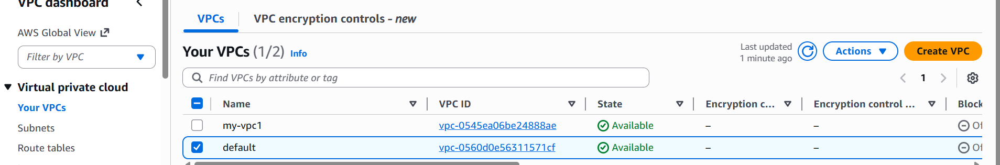 VPC dashboard
AWS Global View
Filter by VPC
Virtual private cloud
Your VPCs
Subnets
Route tables
VPCs
VPC encryption controls - new
Your VPCs (1/2) Info
Last updated
1 minute ago
Actions
Create VPC
Find VPCs by attribute or tag
1
Name VPC ID State Encryption c... Encryption control ... Block
my-vpc1 vpc-0545ea06be24888ae Available – –
default vpc-0560d0e56311571cf Available – –